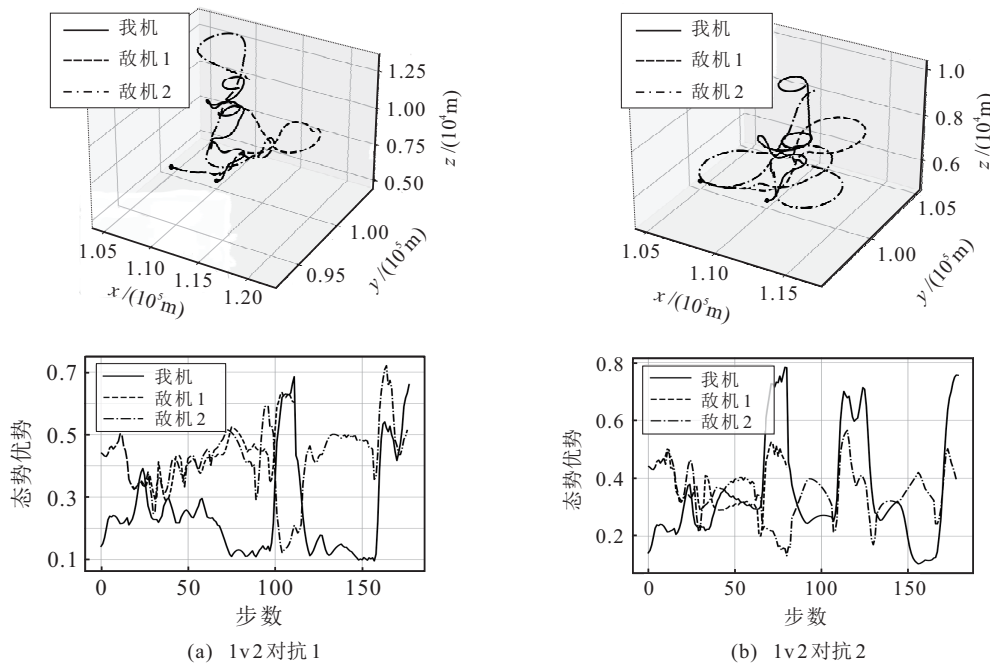 我机
敌机1
敌机2
1.25
1.00
0.75
0.50
z/(10⁴m)
1.00
0.95
y/(10⁵m)
1.05
1.10
1.15
1.20
x/(10⁵m)
我机
敌机1
敌机2
1.0
0.8
0.6
z/(10⁴m)
1.05
1.00
y/(10⁵m)
1.05
1.10
1.15
x/(10⁵m)
我机
敌机1
敌机2
0.7
0.5
0.3
0.1
态势优势
0
50
100
150
步数
(a) 1v2对抗1
我机
敌机1
敌机2
0.8
0.6
0.4
0.2
态势优势
0
50
100
150
步数
(b) 1v2对抗2